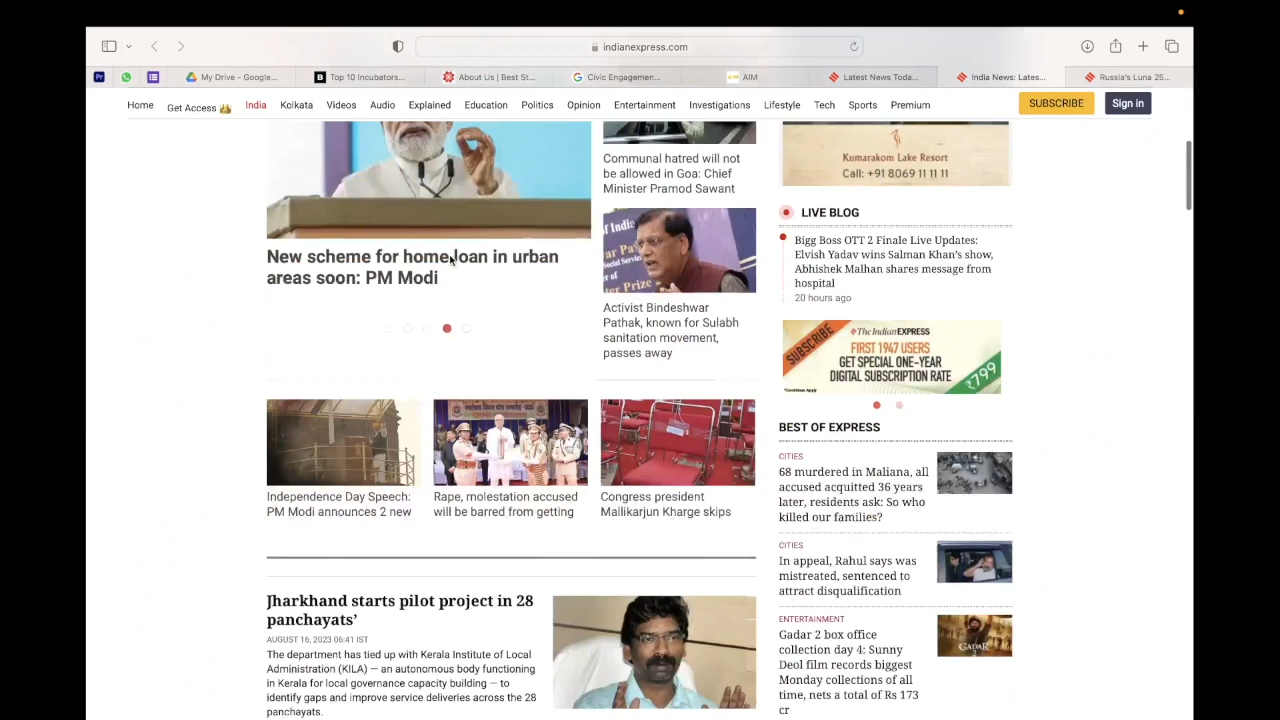 indianexpress.com
My Drive - Google...
Top 10 Incubators...
About Us | Best St...
Civic Engagemen...
AIM
Latest News Toda...
India News: Lates...
Russia's Luna 25...
Home Get Access India Kolkata Videos Audio Explained Education Politics Opinion Entertainment Investigations Lifestyle Tech Sports Premium SUBSCRIBE Sign in
New scheme for home loan in urban
areas soon: PM Modi
Communal hatred will not
be allowed in Goa: Chief
Minister Pramod Sawant
Activist Bindeshwar
Pathak, known for Sulabh
sanitation movement,
passes away
Independence Day Speech:
PM Modi announces 2 new
Rape, molestation accused
will be barred from getting
Congress president
Mallikarjun Kharge skips
Jharkhand starts pilot project in 28
panchayats’
AUGUST 16, 2023 06:41 IST
The department has tied up with Kerala Institute of Local
Administration (KILA) — an autonomous body functioning
in Kerala for local governance capacity building — to
identify gaps and improve service deliveries across the 28
panchayats.
Kumarakom Lake Resort
Call: +91 8069 11 11 11
LIVE BLOG
Bigg Boss OTT 2 Finale Live Updates:
Elvish Yadav wins Salman Khan’s show,
Abhishek Malhan shares message from
hospital
20 hours ago
SUBSCRIBE
The Indian EXPRESS
FIRST 1947 USERS
GET SPECIAL ONE-YEAR
DIGITAL SUBSCRIPTION RATE
₹799
*Conditions Apply
BEST OF EXPRESS
CITIES
68 murdered in Maliana, all
accused acquitted 36 years
later, residents ask: So who
killed our families?
CITIES
In appeal, Rahul says was
mistreated, sentenced to
attract disqualification
ENTERTAINMENT
Gadar 2 box office
collection day 4: Sunny
Deol film records biggest
Monday collections of all
time, nets a total of Rs 173
cr
GADAR